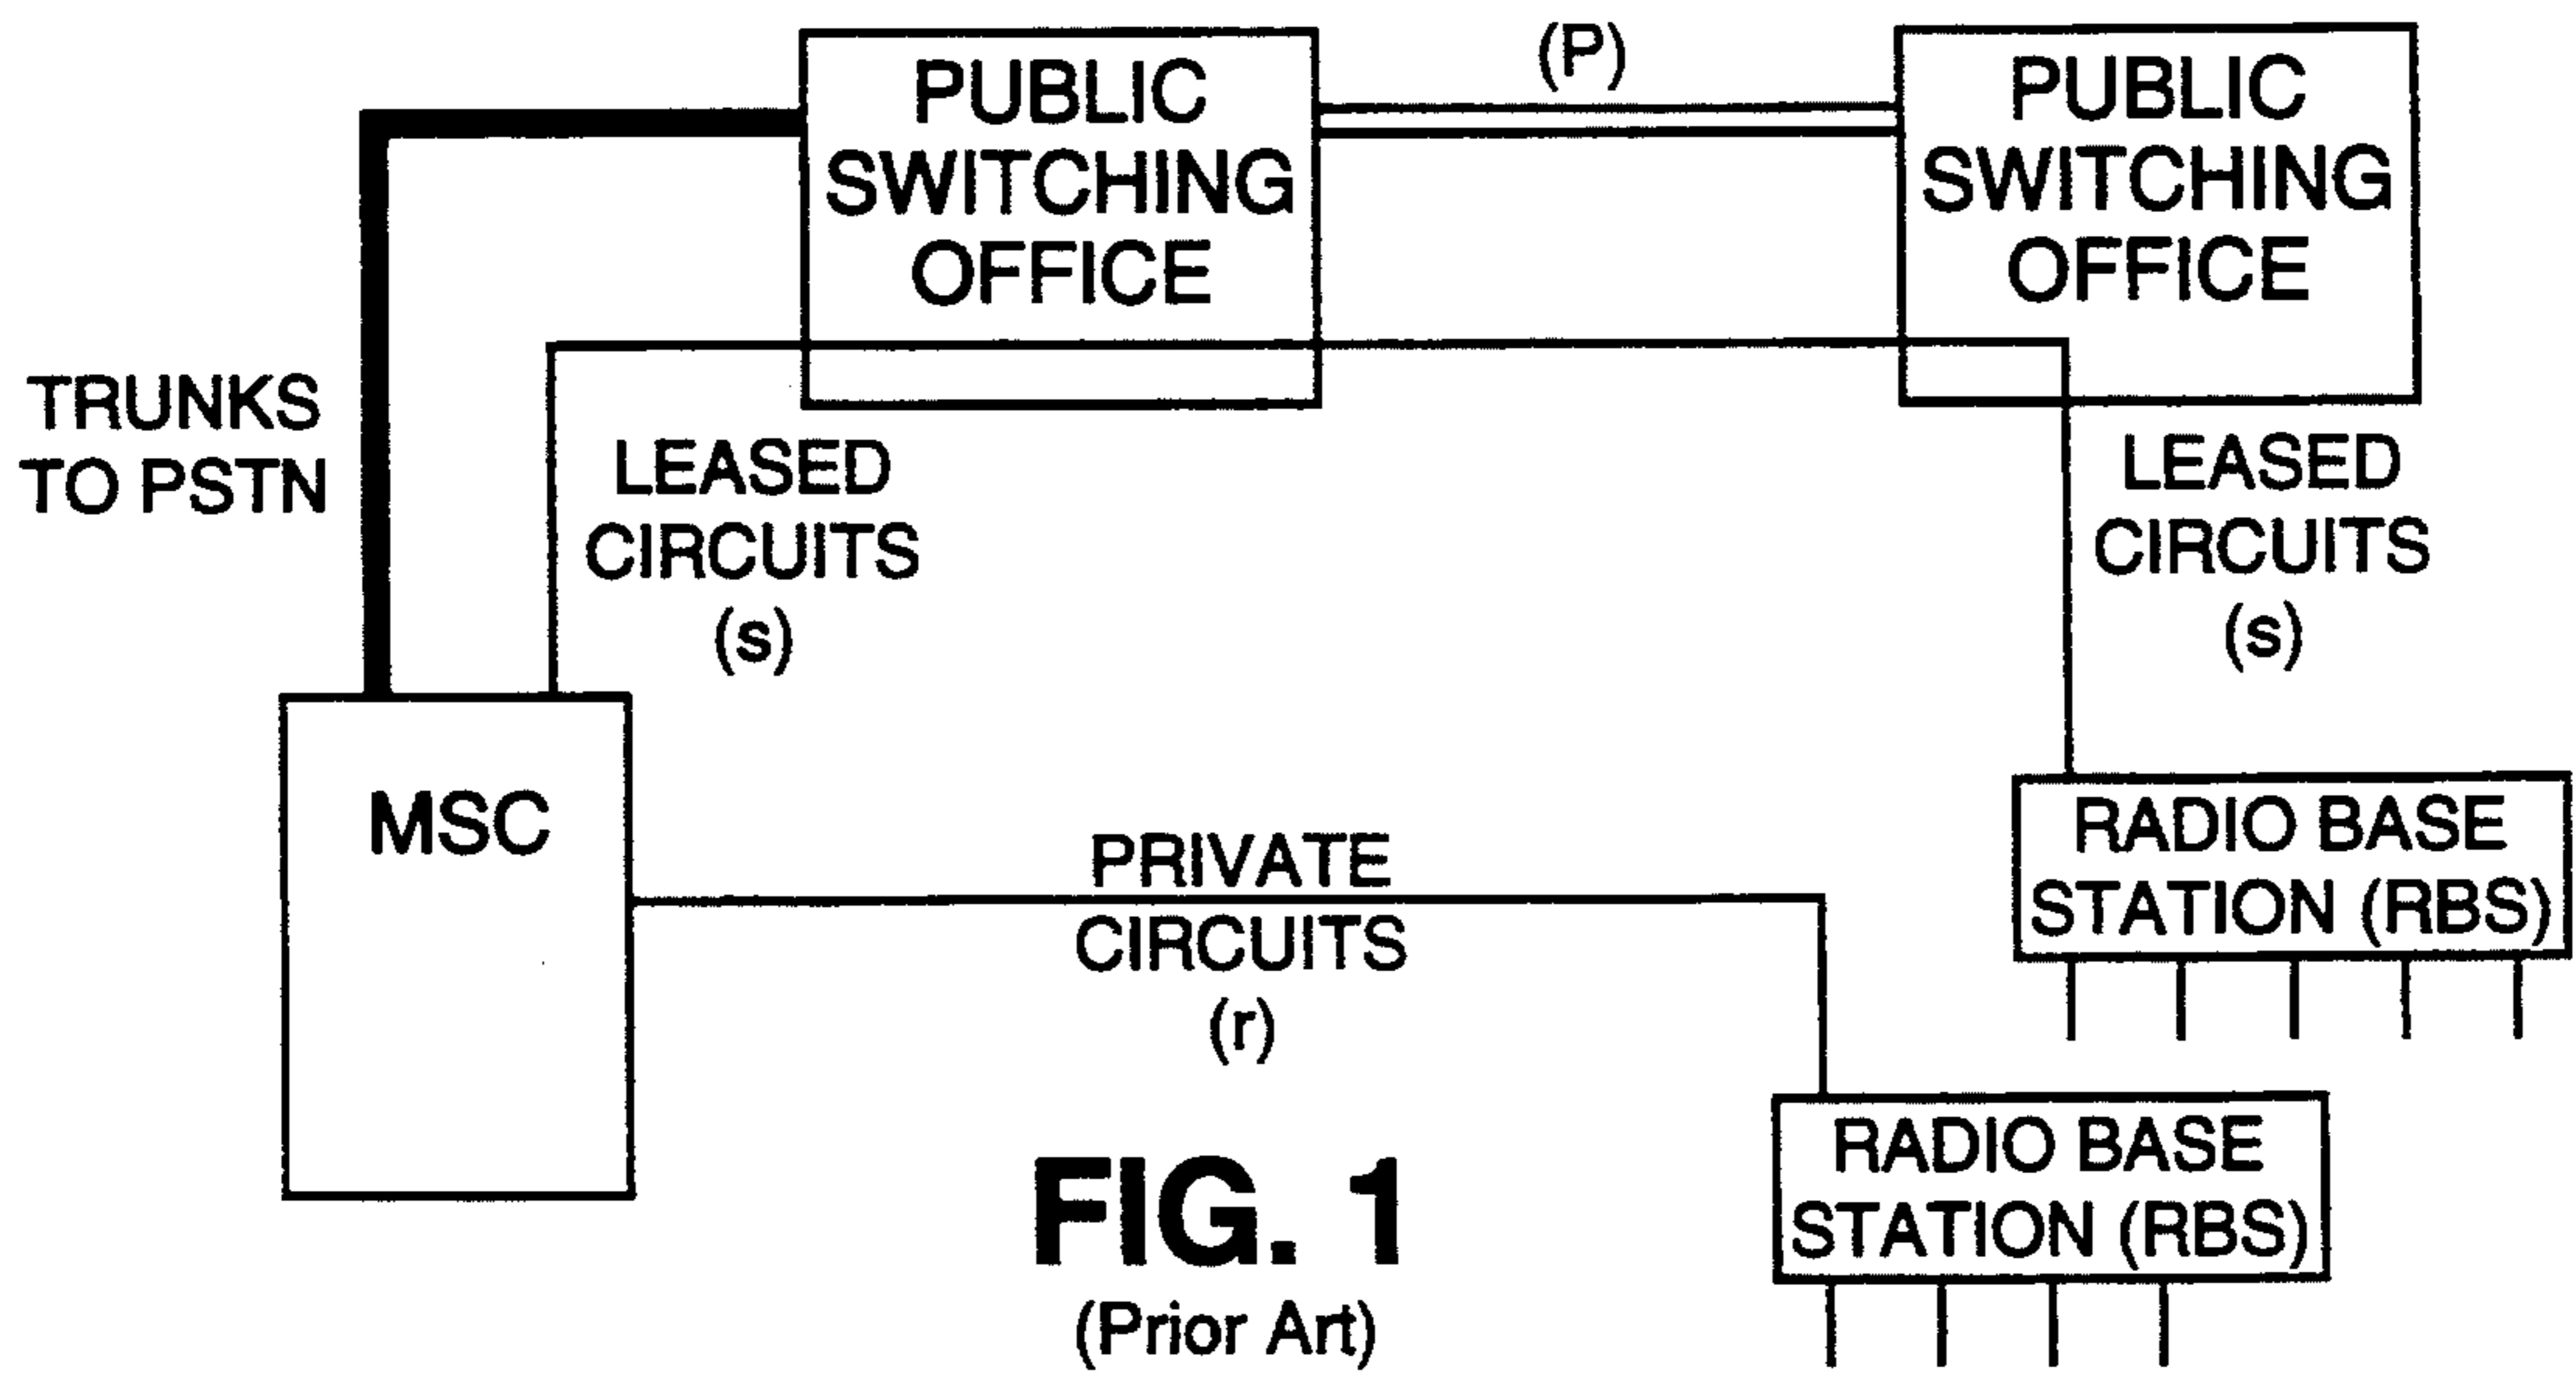 (P)
PUBLIC
SWITCHING
OFFICE
PUBLIC
SWITCHING
OFFICE
TRUNKS
TO PSTN
LEASED
CIRCUITS
(s)
LEASED
CIRCUITS
(s)
MSC
PRIVATE
CIRCUITS
(r)
RADIO BASE
STATION (RBS)
RADIO BASE
STATION (RBS)
FIG. 1
(Prior Art)